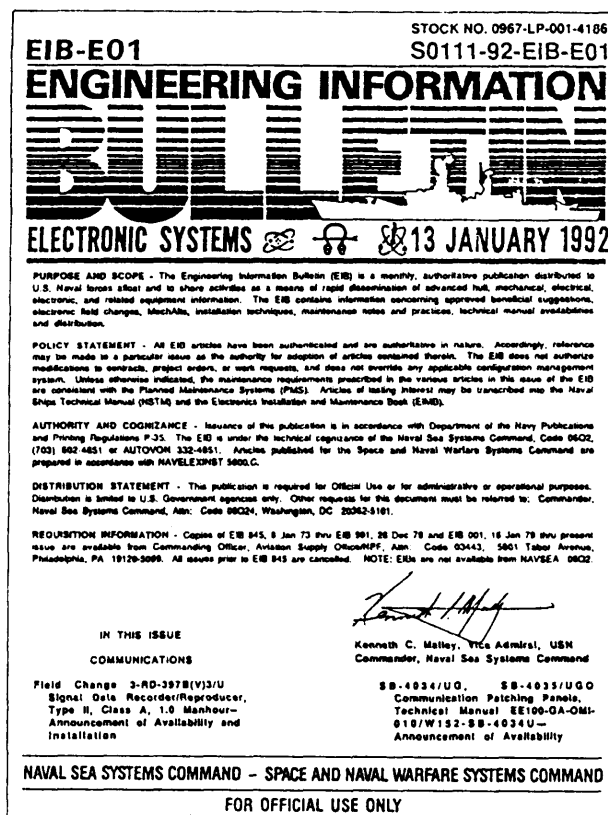 STOCK NO. 0967-LP-001-4186
EIB-E01
S0111-92-EIB-E01
ENGINEERING INFORMATION
BULLETIN
ELECTRONIC SYSTEMS 13 JANUARY 1992
PURPOSE AND SCOPE - The Engineering Information Bulletin (EIB) is a monthly, authoritative publication distributed to
U.S. Naval forces afloat and to shore activities as a means of rapid dissemination of advanced hull, mechanical, electrical,
electronic, and related equipment information. The EIB contains information concerning approved beneficial suggestions,
electronic field changes, MechAlts, installation techniques, maintenance notes and practices, technical manual availabilities
and distribution.
POLICY STATEMENT - All EIB articles have been authenticated and are authoritative in nature. Accordingly, reference
may be made to a particular issue as the authority for adoption of articles contained therein. The EIB does not authorize
modifications to contracts, project orders, or work requests, and does not override any applicable configuration management
system. Unless otherwise indicated, the maintenance requirements prescribed in the various articles in this issue of the EIB
are consistent with the Planned Maintenance Systems (PMS). Articles of lasting interest may be transcribed into the Naval
Ships Technical Manual (NSTM) and the Electronics Installation and Maintenance Book (EIMB).
AUTHORITY AND COGNIZANCE - Issuance of this publication is in accordance with Department of the Navy Publications
and Printing Regulations P-35. The EIB is under the technical cognizance of the Naval Sea Systems Command, Code 06O2,
(703) 602-4851 or AUTOVON 332-4851. Articles published for the Space and Naval Warfare Systems Command are
prepared in accordance with NAVELEXINST 5600.C.
DISTRIBUTION STATEMENT - This publication is required for Official Use or for administrative or operational purposes.
Distribution is limited to U.S. Government agencies only. Other requests for this document must be referred to: Commander,
Naval Sea Systems Command, Attn: Code 06O24, Washington, DC 20362-5101.
REQUISITION INFORMATION - Copies of EIB 845, 8 Jan 73 thru EIB 991, 26 Dec 78 and EIB 001, 16 Jan 79 thru present
issue are available from Commanding Officer, Aviation Supply Office/NPF, Attn: Code 03443, 5801 Tabor Avenue,
Philadelphia, PA 19120-5099. All issues prior to EIB 845 are cancelled. NOTE: EIBs are not available from NAVSEA 06O2.
IN THIS ISSUE
COMMUNICATIONS
Field Change 3-RD-397B(V)3/U
Signal Data Recorder/Reproducer,
Type II, Class A, 1.0 Manhour—
Announcement of Availability and
Installation
Kenneth C. Malley, Vice Admiral, USN
Commander, Naval Sea Systems Command
SB-4034/UG, SB-4035/UGO
Communication Patching Panels,
Technical Manual EE100-GA-OMI-
010/W152-SB-4034U—
Announcement of Availability
NAVAL SEA SYSTEMS COMMAND - SPACE AND NAVAL WARFARE SYSTEMS COMMAND
FOR OFFICIAL USE ONLY